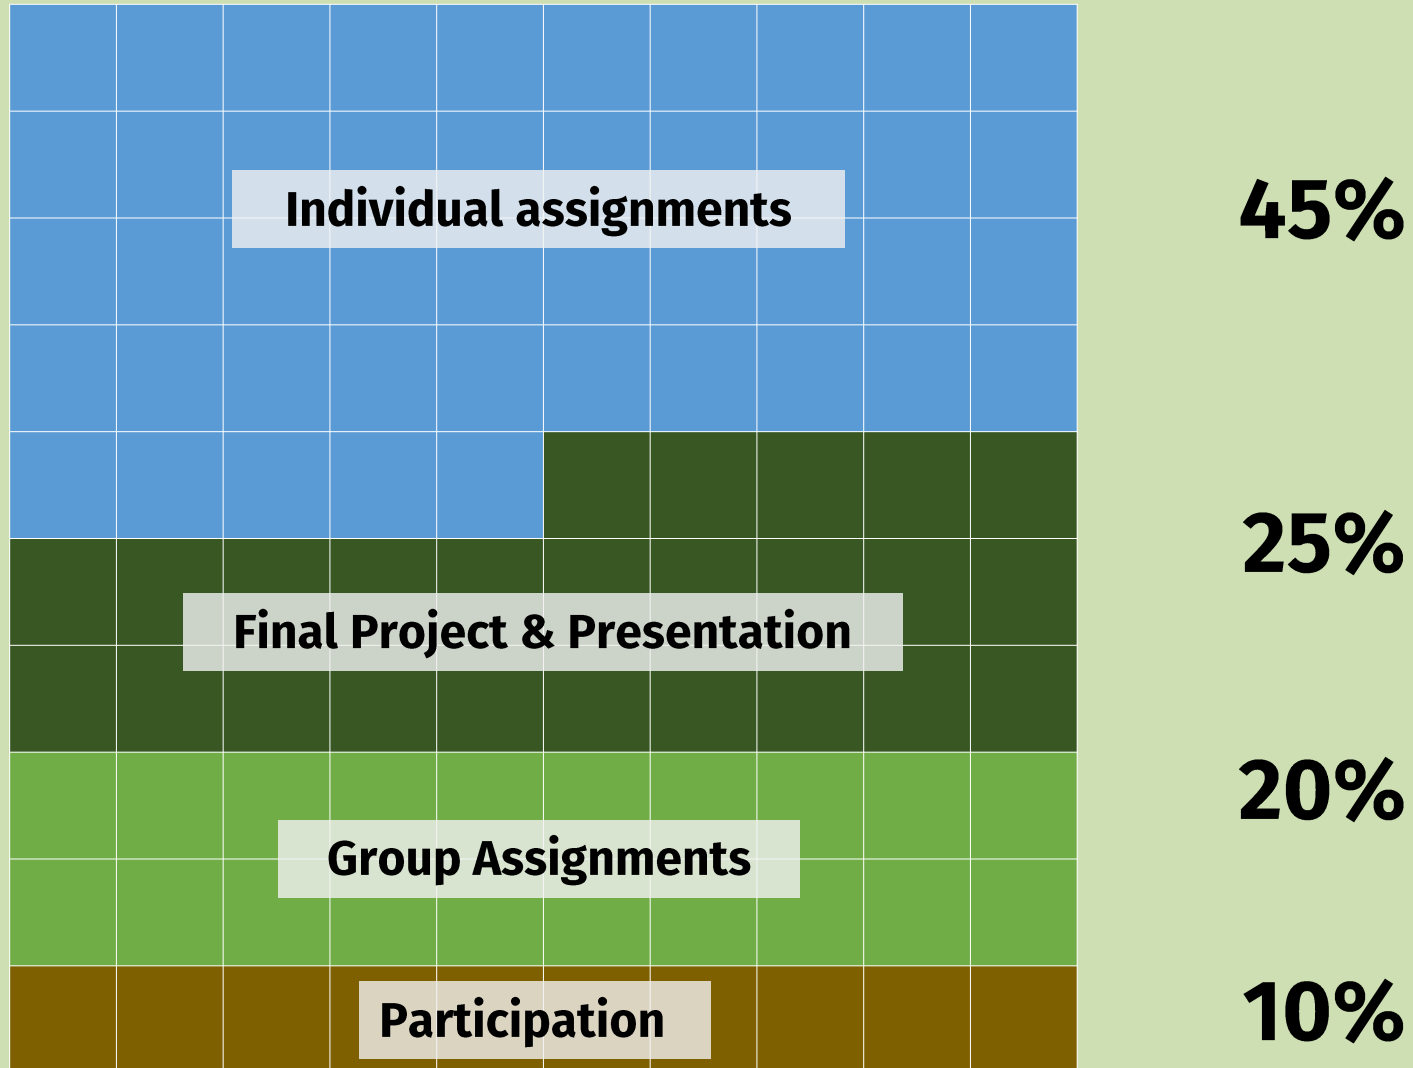 Individual assignments
45%
25%
Final Project & Presentation
20%
Group Assignments
10%
Participation